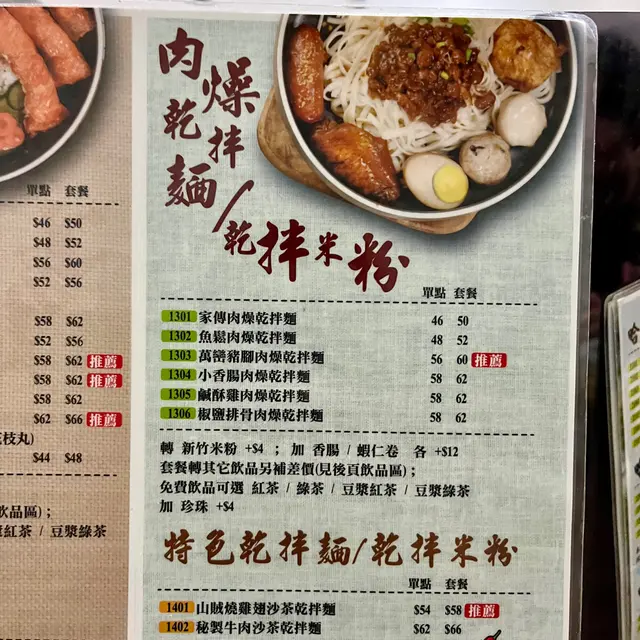 單點 套餐
$46 $50
$48 $52
$56 $60
$52 $56
$58 $62
$52 $56
$58 $62 推薦
$58 $62 推薦
$58 $62
$62 $66 推薦
花枝丸)
$44 $48
飲品區)；
漿紅茶 / 豆漿綠茶
肉燥
乾拌
麵/
乾拌米粉
單點 套餐
1301 家傳肉燥乾拌麵 46 50
1302 魚鬆肉燥乾拌麵 48 52
1303 萬巒豬腳肉燥乾拌麵 56 60 推薦
1304 小香腸肉燥乾拌麵 58 62
1305 鹹酥雞肉燥乾拌麵 58 62
1306 椒鹽排骨肉燥乾拌麵 58 62
轉 新竹米粉 +$4 ； 加 香腸 / 蝦仁卷 各 +$12
套餐轉其它飲品另補差價(見後頁飲品區)；
免費飲品可選 紅茶 / 綠茶 / 豆漿紅茶 / 豆漿綠茶
加 珍珠 +$4
特色乾拌麵/乾拌米粉
單點 套餐
1401 山賊燒雞翅沙茶乾拌麵 $54 $58 推薦
1402 秘製牛肉沙茶乾拌麵 $62 $66